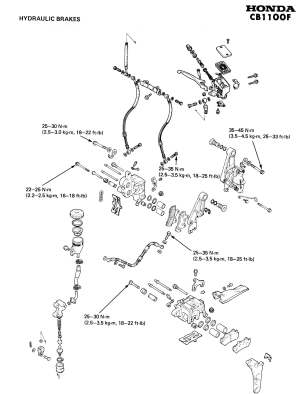 HYDRAULIC BRAKES
HONDA
CB1100F
25–30 N·m
(2.5–3.0 kg-m, 18–22 ft-lb)
35–45 N·m
(3.5–4.5 kg-m, 25–33 ft-lb)
25–35 N·m
(2.5–3.5 kg-m, 18–25 ft-lb)
22–25 N·m
(2.2–2.5 kg-m, 16–18 ft-lb)
25–35 N·m
(2.5–3.5 kg-m, 18–25 ft-lb)
25–30 N·m
(2.5–3.0 kg-m, 18–22 ft-lb)